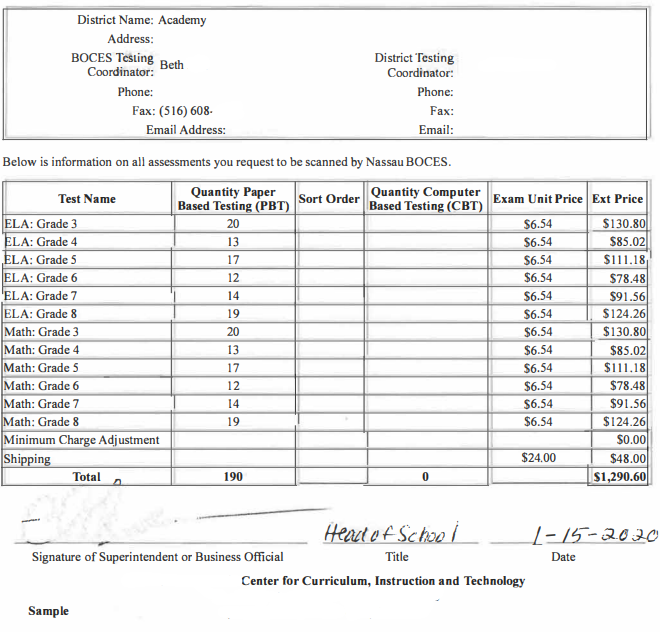 District Name: Academy
Address:
BOCES Testing Coordinator: Beth
District Testing Coordinator:
Phone:
Phone:
Fax: (516) 608-
Fax:
Email Address:
Email:
Below is information on all assessments you request to be scanned by Nassau BOCES.
Test Name Quantity Paper Based Testing (PBT) Sort Order Quantity Computer Based Testing (CBT) Exam Unit Price Ext Price
ELA: Grade 3 20 $6.54 $130.80
ELA: Grade 4 13 $6.54 $85.02
ELA: Grade 5 17 $6.54 $111.18
ELA: Grade 6 12 $6.54 $78.48
ELA: Grade 7 14 $6.54 $91.56
ELA: Grade 8 19 $6.54 $124.26
Math: Grade 3 20 $6.54 $130.80
Math: Grade 4 13 $6.54 $85.02
Math: Grade 5 17 $6.54 $111.18
Math: Grade 6 12 $6.54 $78.48
Math: Grade 7 14 $6.54 $91.56
Math: Grade 8 19 $6.54 $124.26
Minimum Charge Adjustment $0.00
Shipping $24.00 $48.00
Total 190 0 $1,290.60
Head of School 1-15-2020
Signature of Superintendent or Business Official Title Date
Center for Curriculum, Instruction and Technology
Sample